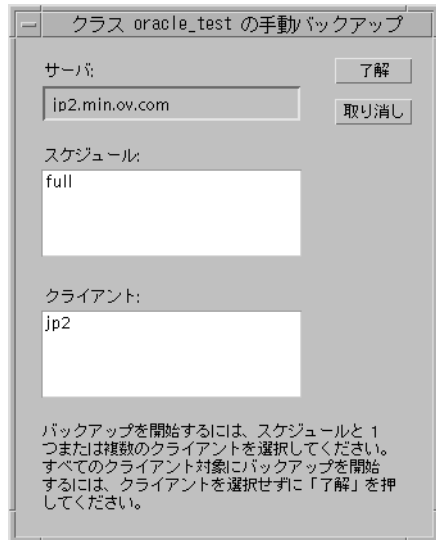 クラス oracle_test の手動バックアップ
サーバ:
jp2.min.ov.com
了解
取り消し
スケジュール:
full
クライアント:
jp2
バックアップを開始するには、スケジュールと 1
つまたは複数のクライアントを選択してください。
すべてのクライアント対象にバックアップを開始
するには、クライアントを選択せずに「了解」を押
してください。